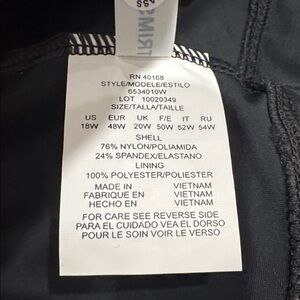 RN 40168
STYLE/MODELE/ESTILO
6534010W
LOT 10020349
SIZE/TALLA/TAILLE
US EUR UK F/E IT RU
18W 48W 20W 50W 52W 54W
SHELL
76% NYLON/POLIAMIDA
24% SPANDEX/ELASTANO
LINING
100% POLYESTER/POLIESTER
MADE IN VIETNAM
FABRIQUE EN VIETNAM
HECHO EN VIETNAM
FOR CARE SEE REVERSE SIDE
PARA EL CUIDADO VEA EL DORSO
POUR LE SOIN VOIR LE VERSO